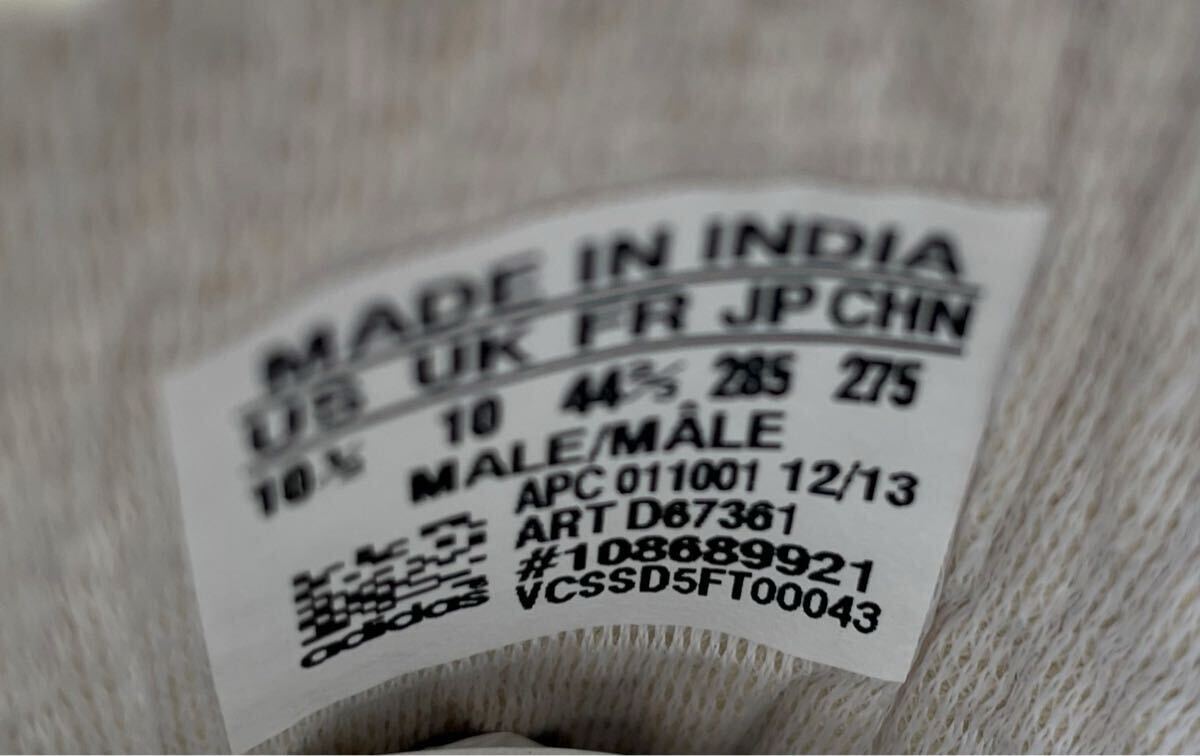 MADE IN INDIA
US UK FR JP CHN
10½ 10 44⅔ 285 275
MALE/MÂLE
APC 011001 12/13
ART D67361
#108689921
VCSSD5FT00043
adidas